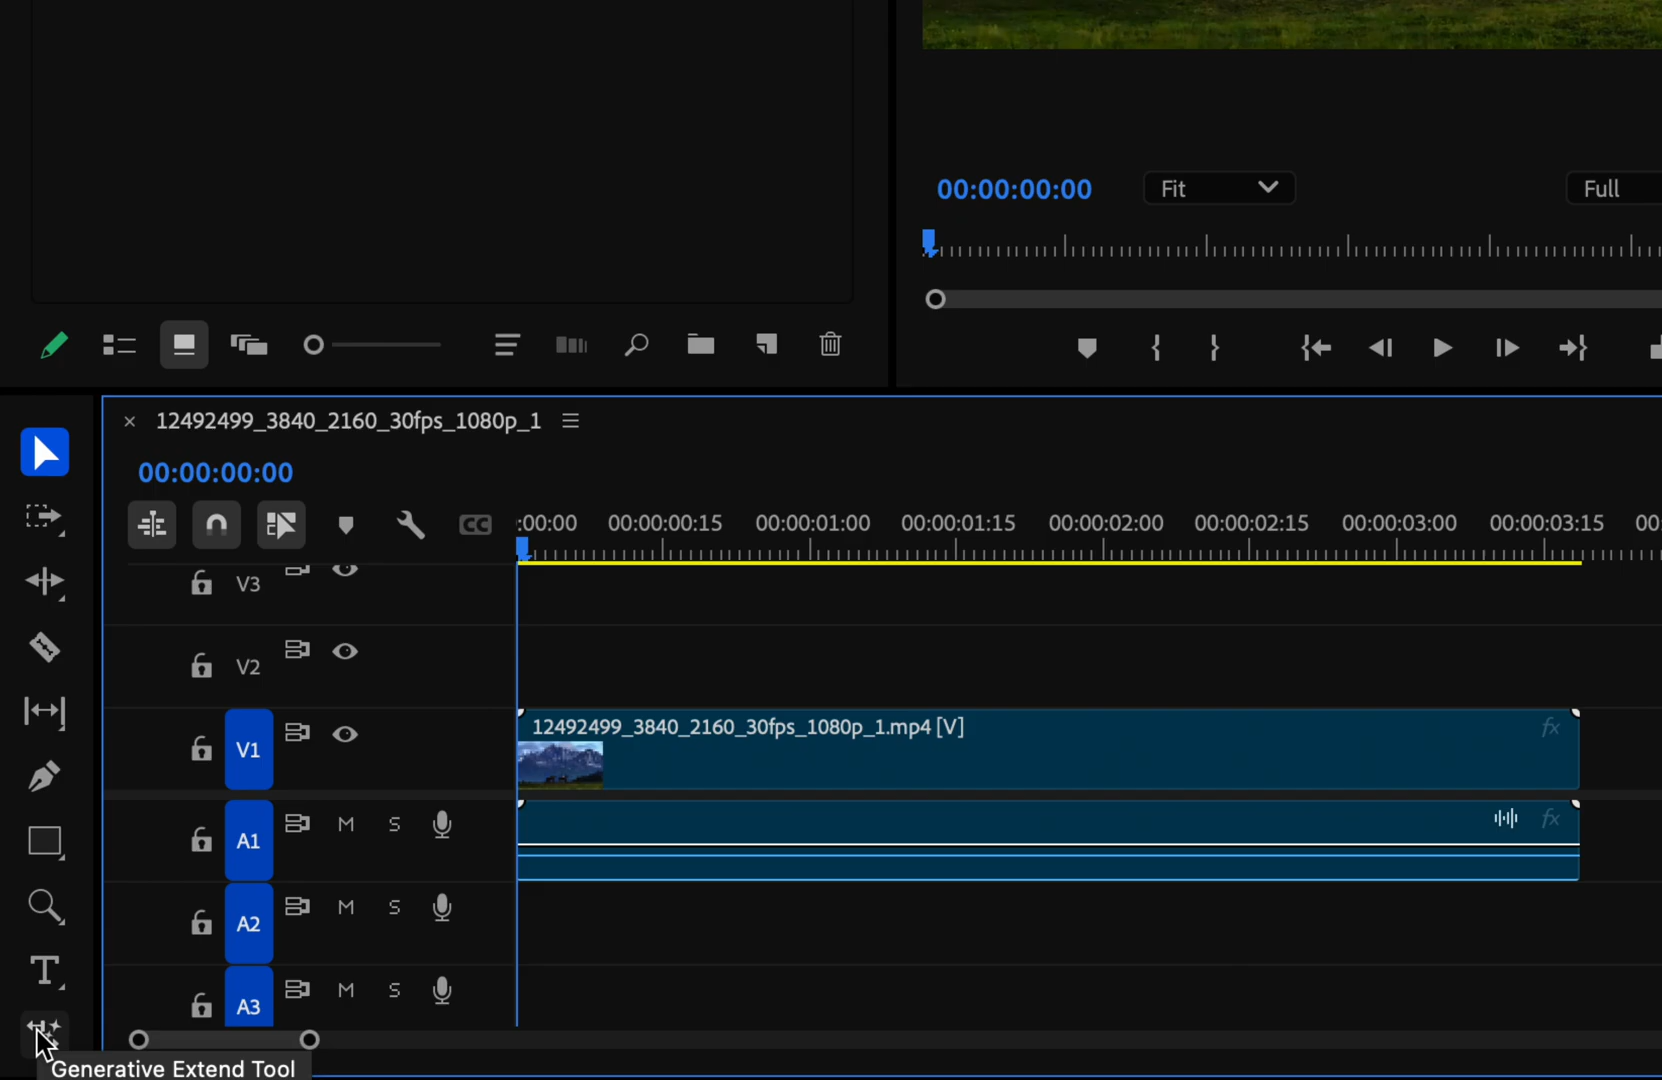 00:00:00:00
Fit
Full
12492499_3840_2160_30fps_1080p_1
00:00:00:00
CC
:00:00
00:00:00:15
00:00:01:00
00:00:01:15
00:00:02:00
00:00:02:15
00:00:03:00
00:00:03:15
00:
V3
V2
V1
12492499_3840_2160_30fps_1080p_1.mp4 [V]
fx
A1
M
S
fx
A2
M
S
A3
M
S
T
Generative Extend Tool